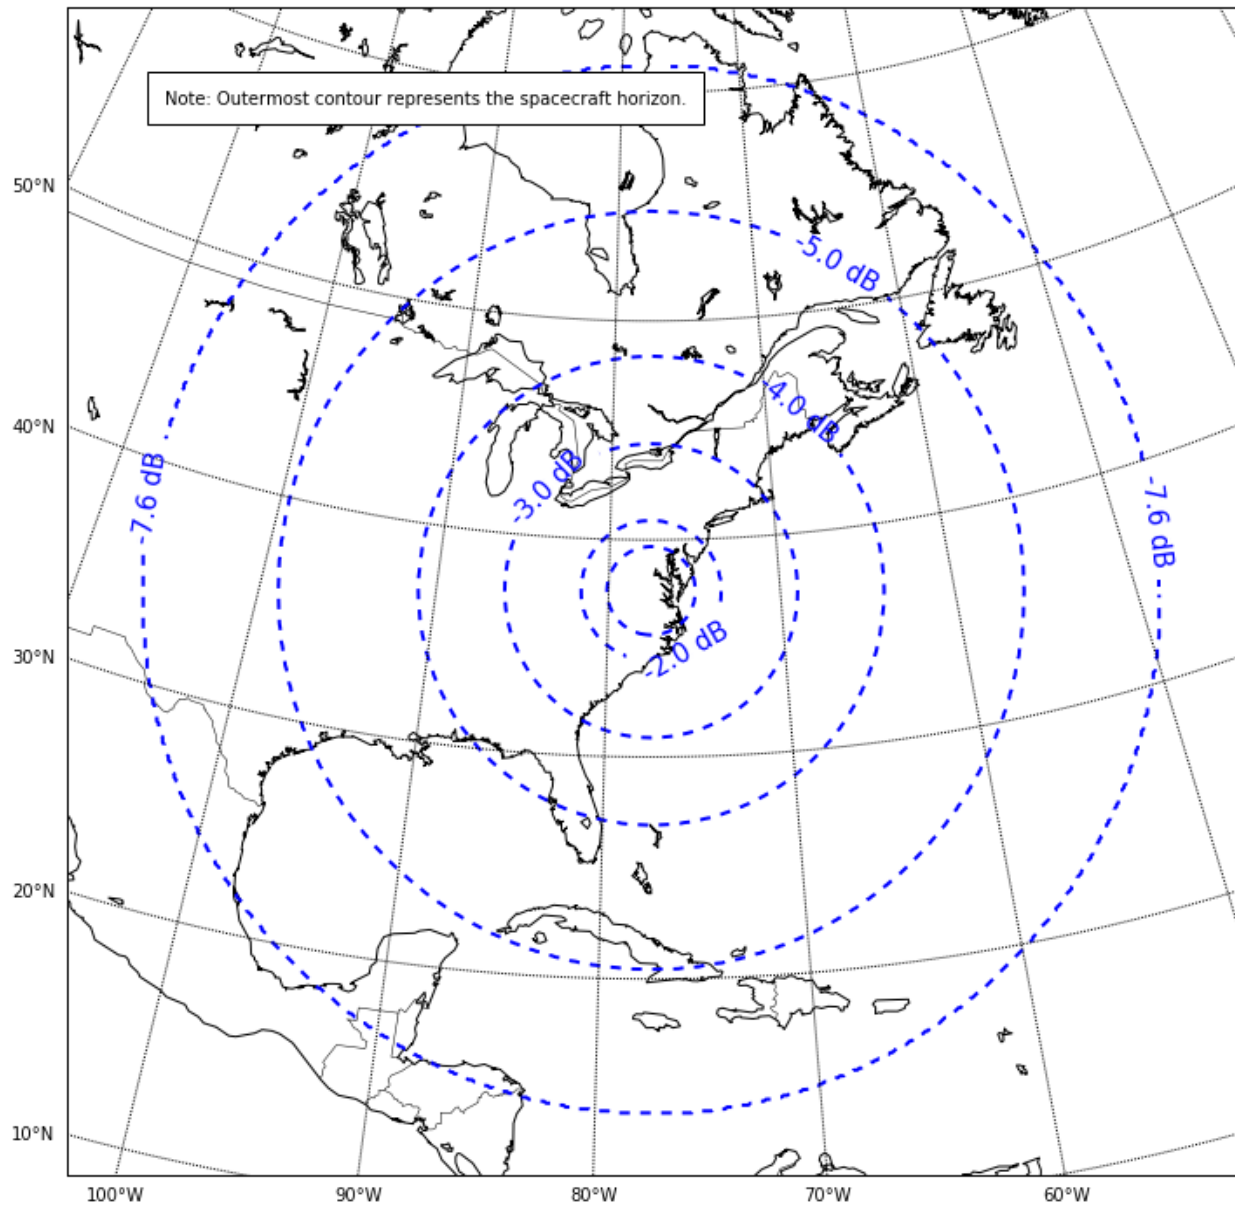 Note: Outermost contour represents the spacecraft horizon.
50°N
-5.0 dB
40°N
-4.0 dB
-7.6 dB
-3.0 dB
-7.6 dB
30°N
-2.0 dB
20°N
10°N
100°W
90°W
80°W
70°W
60°W